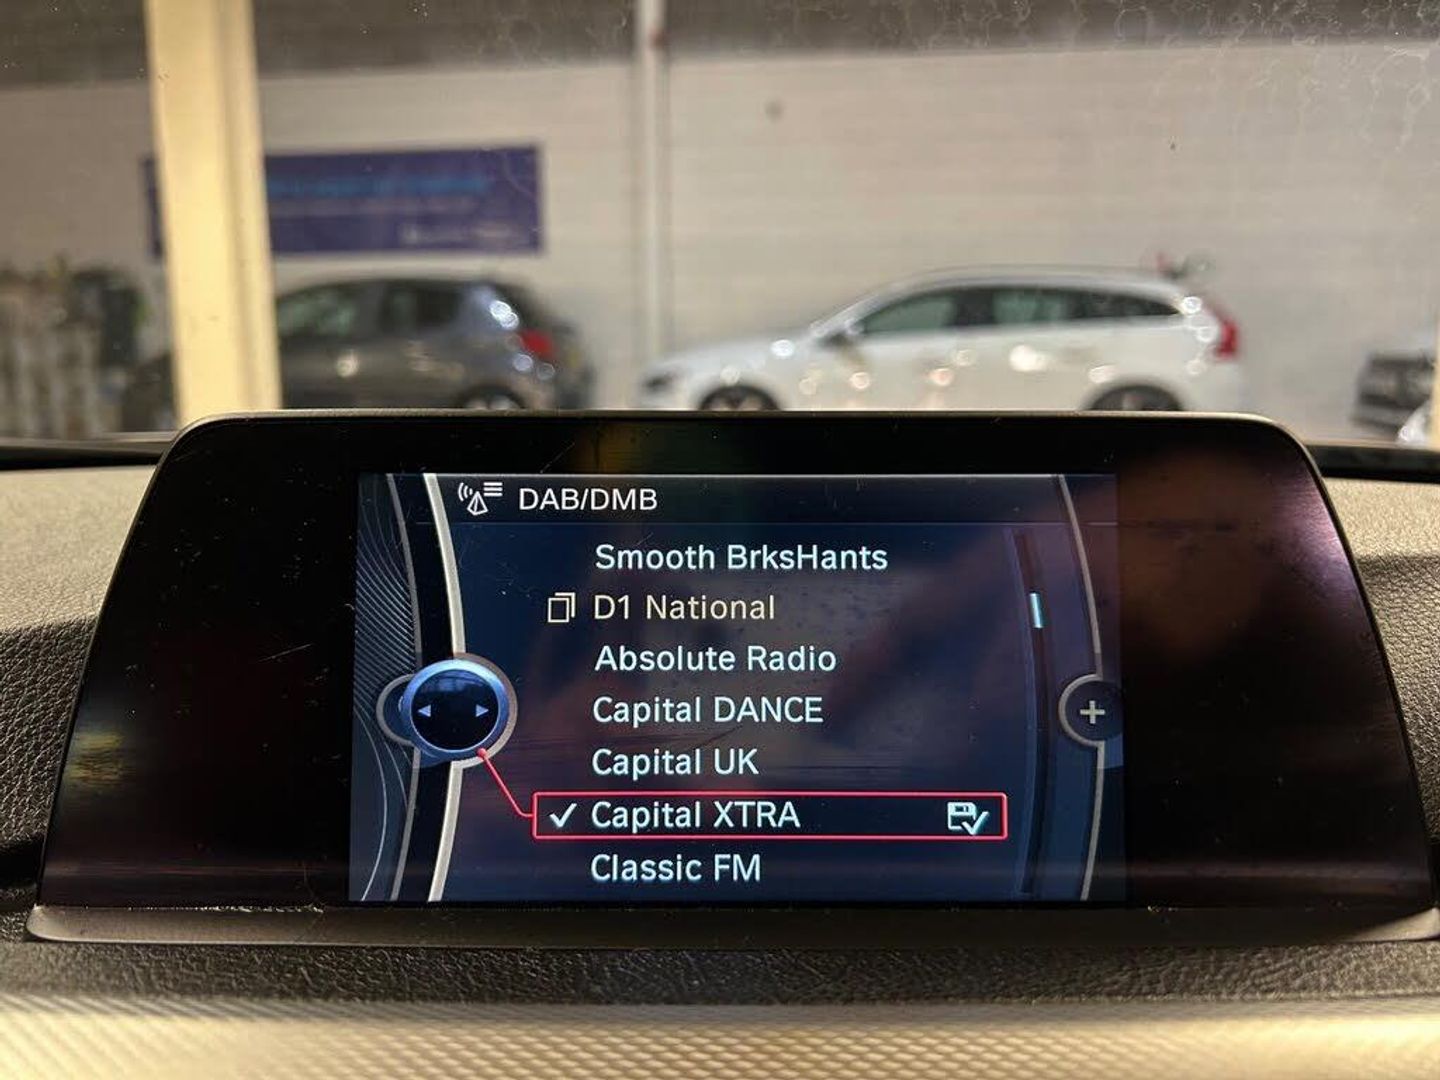 DAB/DMB
Smooth BrksHants
D1 National
Absolute Radio
Capital DANCE
Capital UK
Capital XTRA
Classic FM